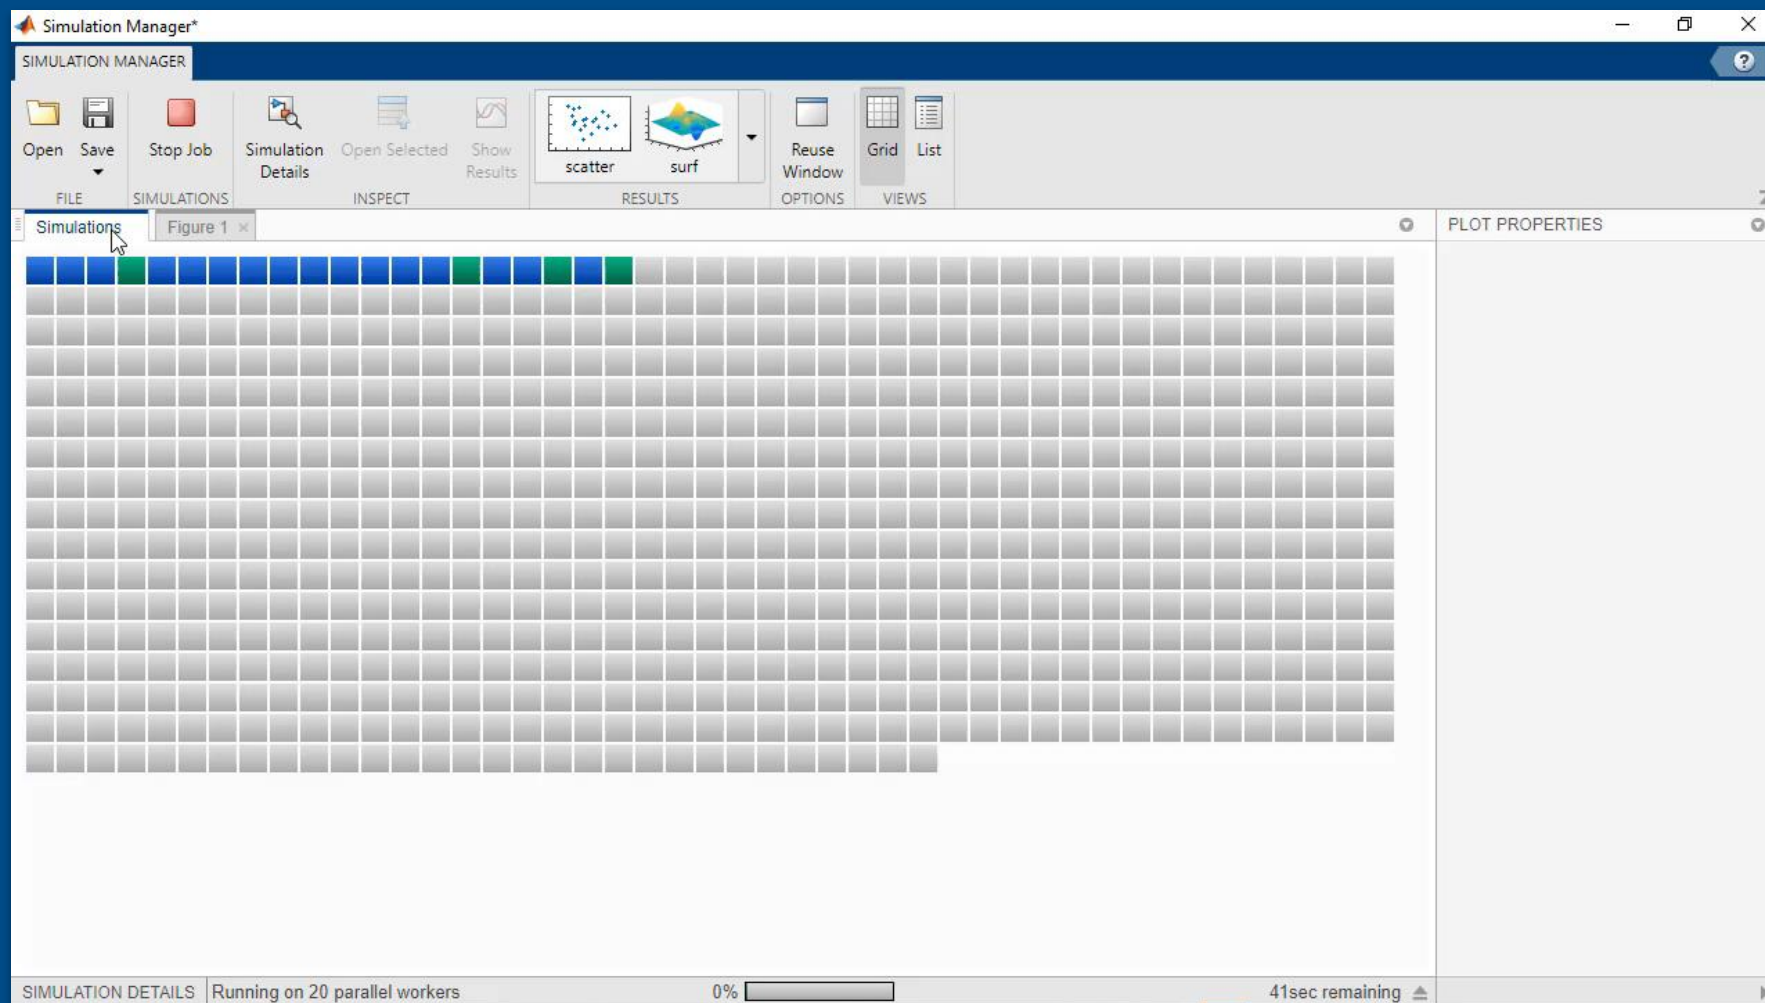 Simulation Manager*
SIMULATION MANAGER
?
Open
Save
Stop Job
Simulation
Details
Open Selected
Show
Results
scatter
surf
Reuse
Window
Grid
List
FILE
SIMULATIONS
INSPECT
RESULTS
OPTIONS
VIEWS
Simulations
Figure 1
PLOT PROPERTIES
SIMULATION DETAILS
Running on 20 parallel workers
0%
41sec remaining